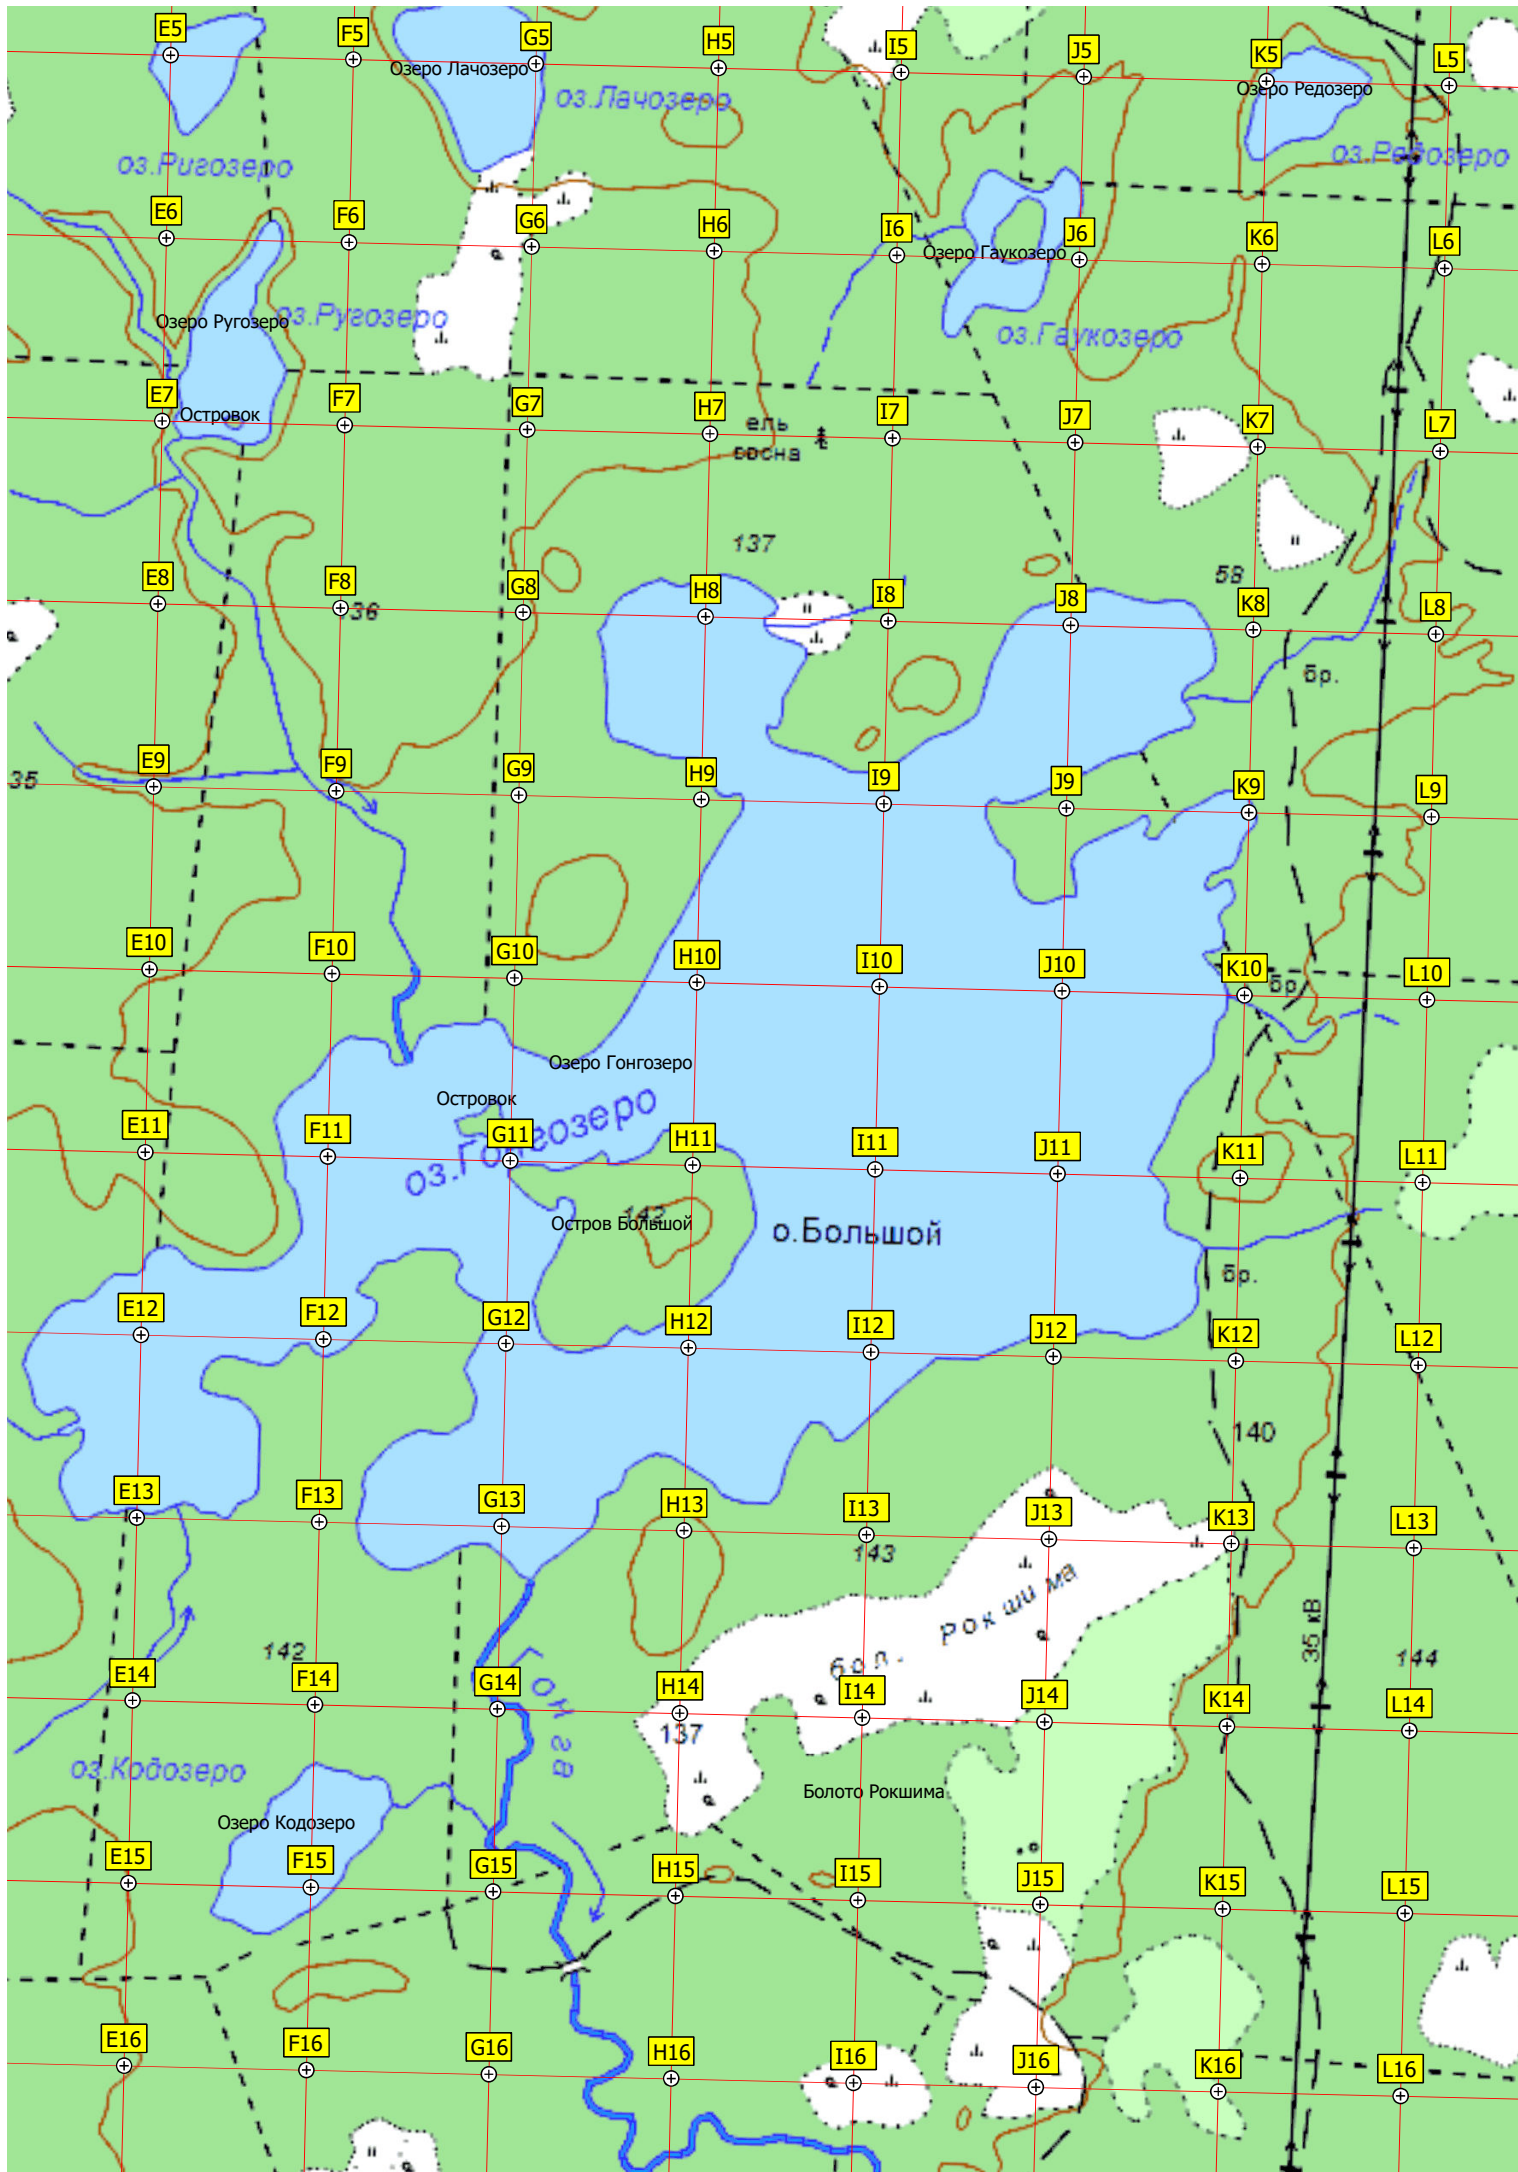 E5
F5
G5
H5
I5
J5
K5
L5
Озеро Лачозеро
оз.Лачозеро
Озеро Редозеро
оз.Редозеро
оз.Ригозеро
E6
F6
G6
H6
I6
J6
K6
L6
Озеро Гаукозеро
оз.Гаукозеро
Озеро Ругозеро
оз.Ругозеро
E7
F7
G7
H7
I7
J7
K7
L7
Островок
ель
сосна
137
58
E8
F8
G8
H8
I8
J8
K8
L8
136
бр.
E9
F9
G9
H9
I9
J9
K9
L9
35
E10
F10
G10
H10
I10
J10
K10
L10
бр.
Озеро Гонгозеро
оз.Гонгозеро
Островок
E11
F11
G11
H11
I11
J11
K11
L11
142
Остров Большой
о.Большой
бр.
E12
F12
G12
H12
I12
J12
K12
L12
140
E13
F13
G13
H13
I13
J13
K13
L13
143
бол. Рокшима
35 кВ
142
144
E14
F14
G14
H14
I14
J14
K14
L14
Гонга
137
оз.Кодозеро
Озеро Кодозеро
Болото Рокшима
E15
F15
G15
H15
I15
J15
K15
L15
E16
F16
G16
H16
I16
J16
K16
L16